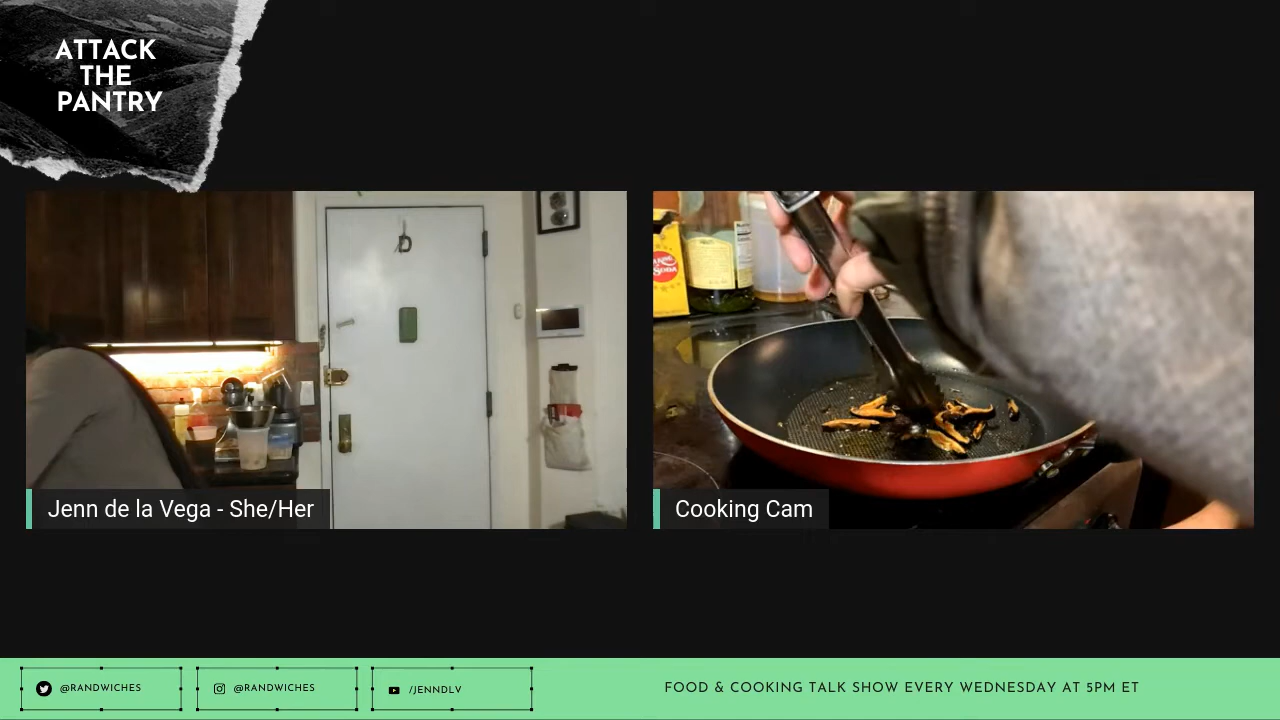 ATTACK
THE
PANTRY
D
Jenn de la Vega - She/Her
Cooking Cam
@RANDWICHES
@RANDWICHES
/JENNDLV
FOOD & COOKING TALK SHOW EVERY WEDNESDAY AT 5PM ET